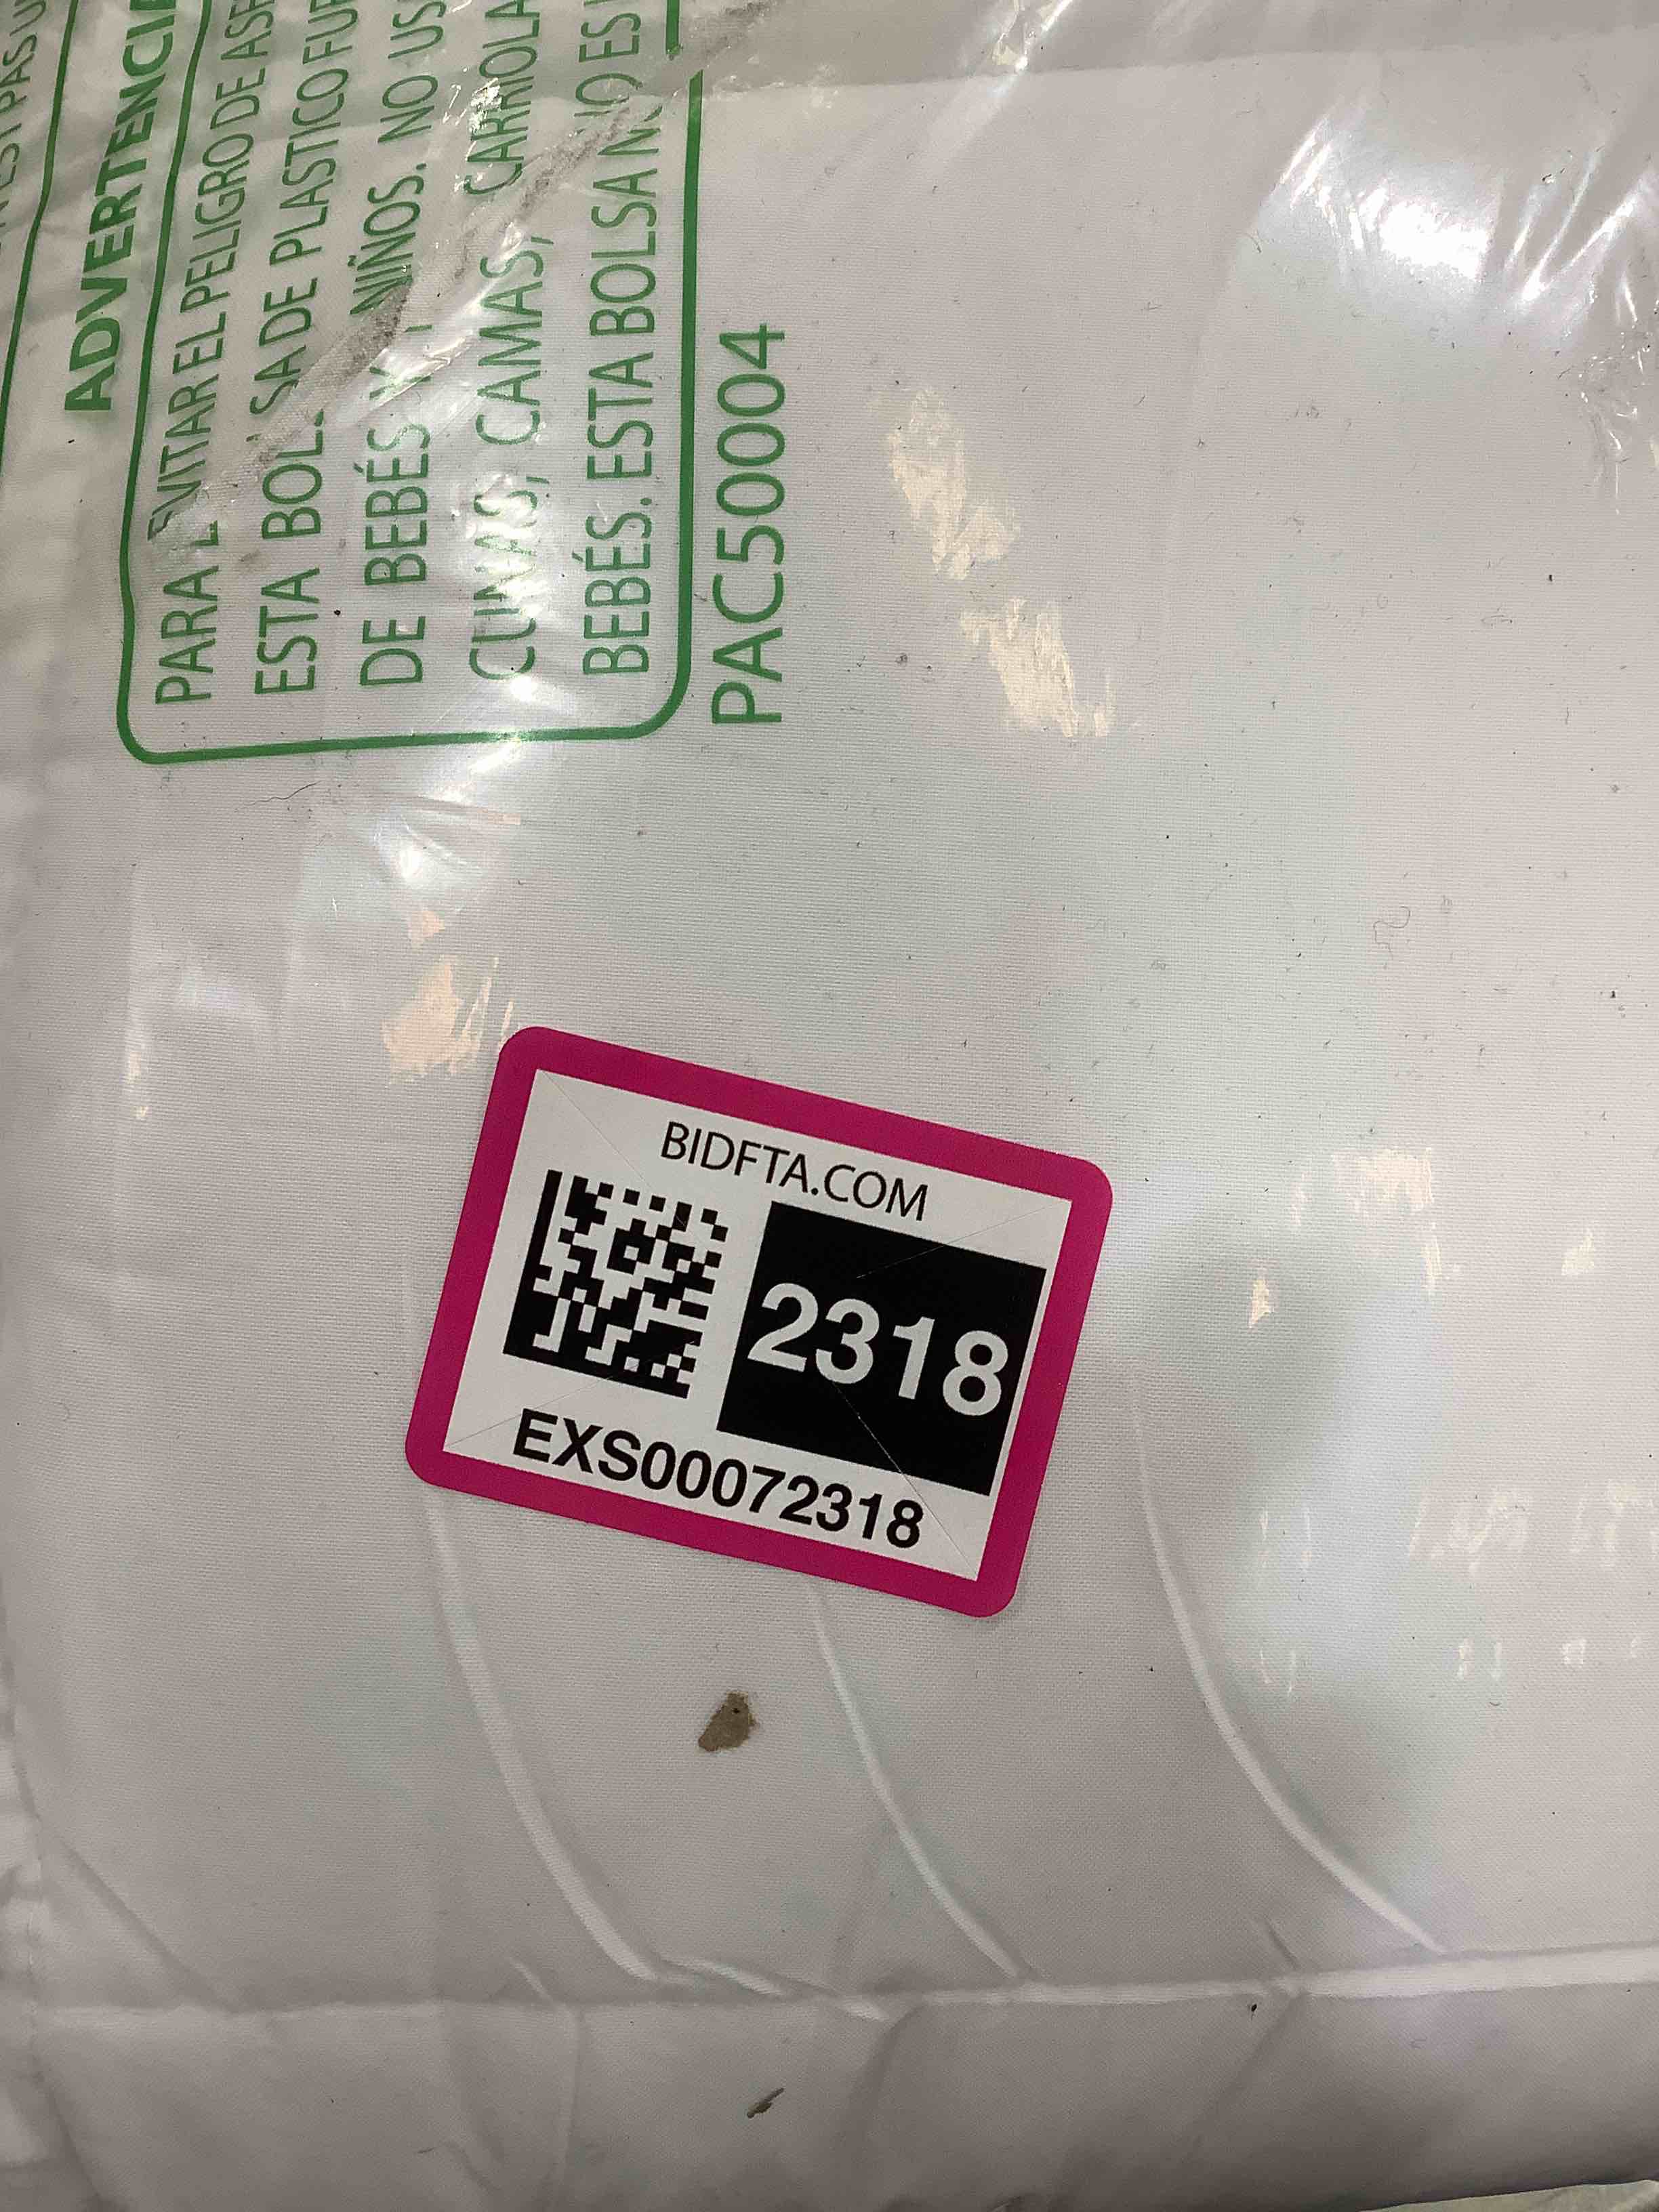 ADVERTENCI
PARA EVITAR EL PELIGRO DE ASF
ESTA BOLSA DE PLASTICO FU
DE BEBÉS Y NIÑOS. NO US
CUNAS, CAMAS, CARRIOLA
BEBÉS. ESTA BOLSA NO ES
PAC50004
BIDFTA.COM
2318
EXS00072318